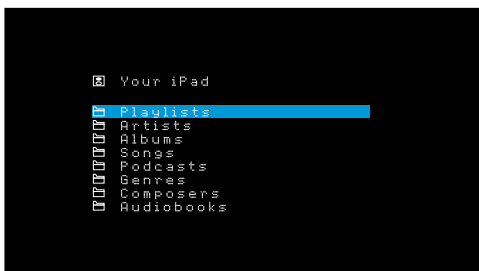 Your iPad
Playlists
Artists
Albums
Songs
Podcasts
Genres
Composers
Audiobooks